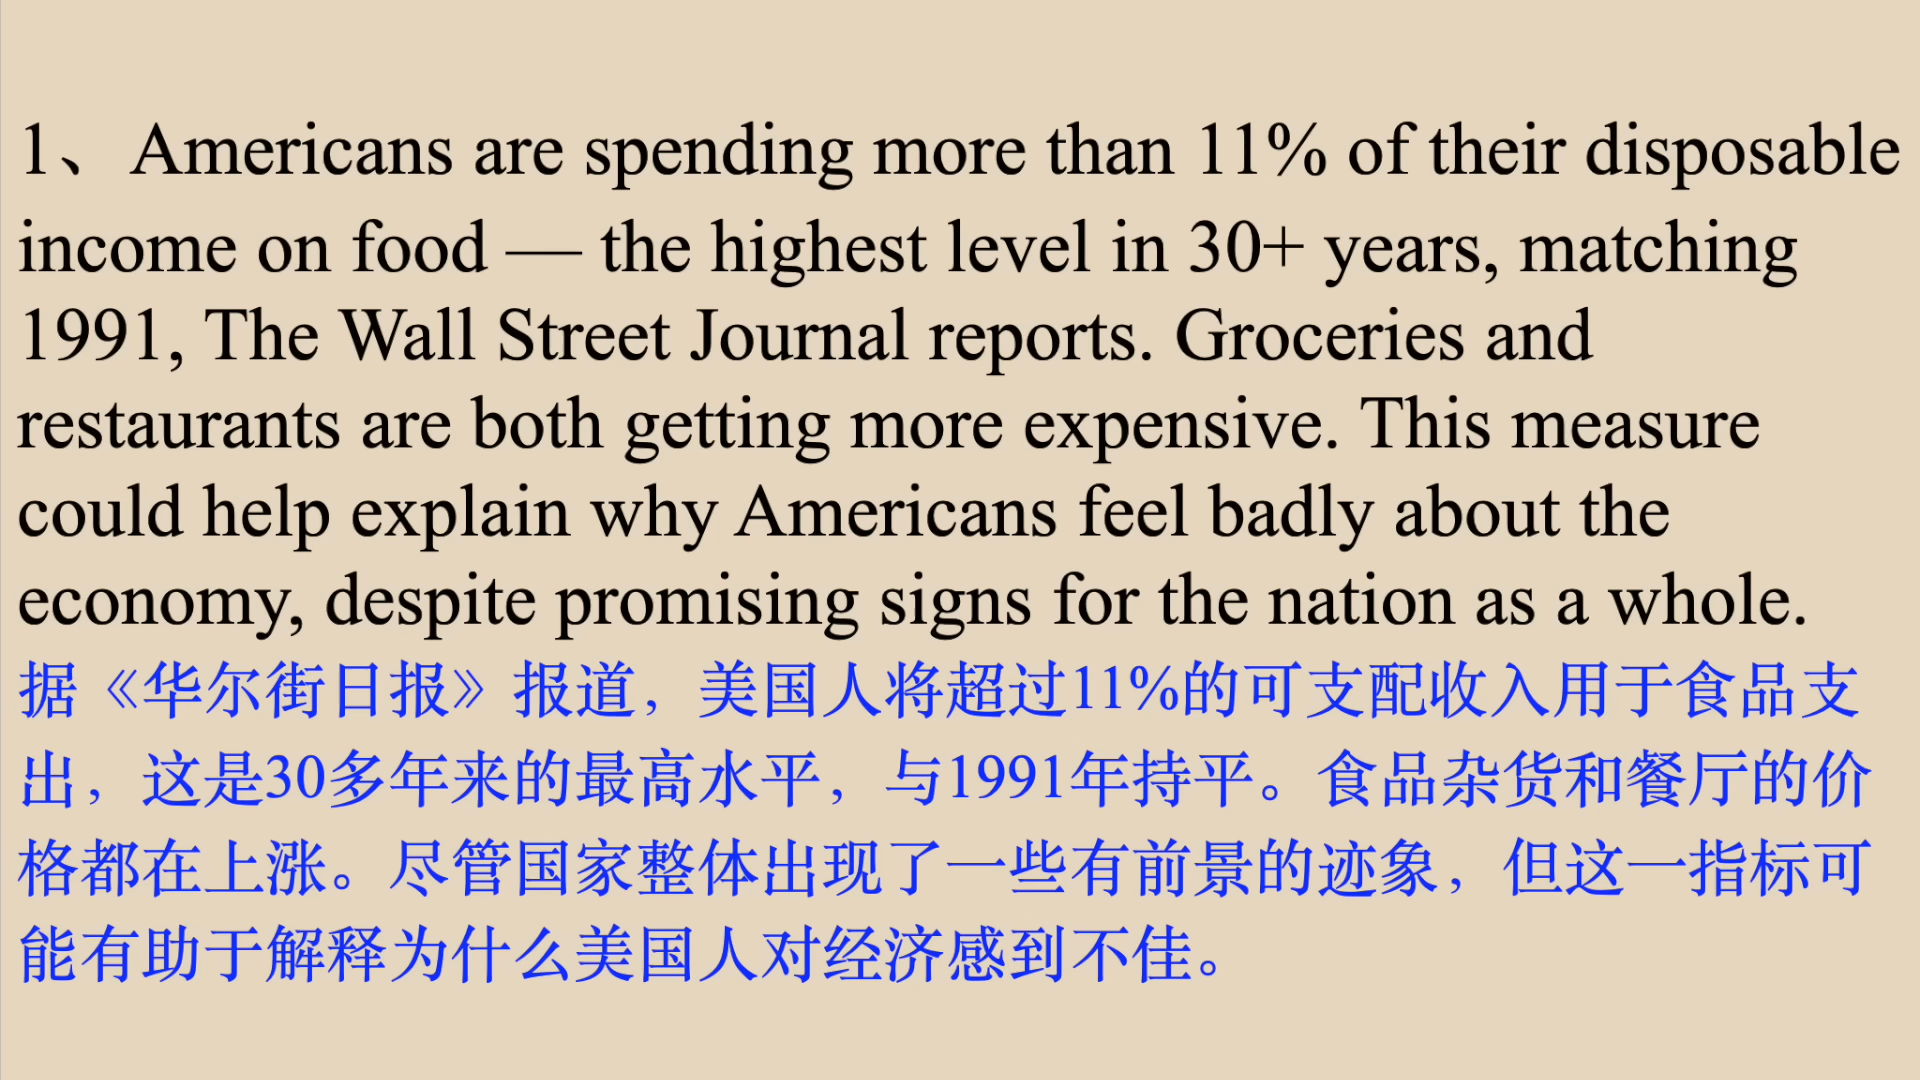 1、Americans are spending more than 11% of their disposable
income on food — the highest level in 30+ years, matching
1991, The Wall Street Journal reports. Groceries and
restaurants are both getting more expensive. This measure
could help explain why Americans feel badly about the
economy, despite promising signs for the nation as a whole.
据《华尔街日报》报道，美国人将超过11%的可支配收入用于食品支
出，这是30多年来的最高水平，与1991年持平。食品杂货和餐厅的价
格都在上涨。尽管国家整体出现了一些有前景的迹象，但这一指标可
能有助于解释为什么美国人对经济感到不佳。